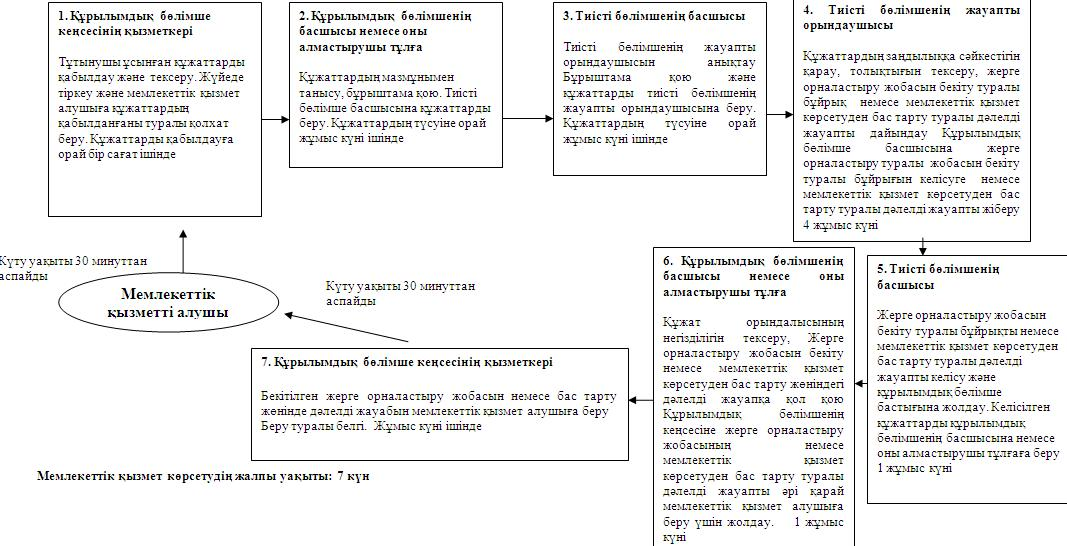 1. Құрылымдық бөлімше
кеңсесінің қызметкері
Тұтынушы ұсынған құжаттарды
қабылдау және тексеру. Жүйеде
тіркеу және мемлекеттік қызмет
алушыға құжаттардың
қабылданғаны туралы қолхат
беру. Құжаттарды қабылдауға
орай бір сағат ішінде
2. Құрылымдық бөлімшенің
басшысы немесе оны
алмастырушы тұлға
Құжаттардың мазмұнымен
танысу, бұрыштама қою. Тиісті
бөлімше басшысына құжаттарды
беру. Құжаттардың түсуіне орай
жұмыс күні ішінде
3. Тиісті бөлімшенің басшысы
Тиісті бөлімшенің жауапты
орындаушысын анықтау
Бұрыштама қою және
құжаттарды тиісті бөлімшенің
жауапты орындаушысына беру.
Құжаттардың түсуіне орай
жұмыс күні ішінде
4. Тиісті бөлімшенің жауапты
орындаушысы
Құжаттардың заңдылыққа сәйкестігін
қарау, толықтығын тексеру, жерге
орналастыру жобасын бекіту туралы
бұйрық немесе мемлекеттік қызмет
көрсетуден бас тарту туралы дәлелді
жауапты дайындау Құрылымдық
бөлімше басшысына жерге
орналастыру туралы жобасын бекіту
туралы бұйрығын келісуге немесе
мемлекеттік қызмет көрсетуден бас
тарту туралы дәлелді жауапты жіберу
4 жұмыс күні
5. Тиісті бөлімшенің
басшысы
Жерге орналастыру жобасын
бекіту туралы бұйрықты немесе
мемлекеттік қызмет көрсетуден
бас тарту туралы дәлелді
жауапты келісу және
құрылымдық бөлімше
бастығына жолдау. Келісілген
құжаттарды құрылымдық
бөлімшенің басшысына немесе
оны алмастырушы тұлғаға беру
1 жұмыс күні
6. Құрылымдық бөлімшенің
басшысы немесе оны
алмастырушы тұлға
Құжат орындалысының
негізділігін тексеру, Жерге
орналастыру жобасын бекіту
немесе мемлекеттік қызмет
көрсетуден бас тарту жөніндегі
дәлелді жауапқа қол қою
Құрылымдық бөлімшенің
кеңсесіне жерге орналастыру
жобасының немесе
мемлекеттік қызмет
көрсетуден бас тарту туралы
дәлелді жауапты әрі қарай
мемлекеттік қызмет алушыға
беру үшін жолдау. 1 жұмыс
күні
7. Құрылымдық бөлімше кеңсесінің қызметкері
Бекітілген жерге орналастыру жобасын немесе бас тарту
жөнінде дәлелді жауабын мемлекеттік қызмет алушыға беру
Беру туралы белгі. Жұмыс күні ішінде
Күту уақыты 30 минуттан
аспайды
Мемлекеттік
қызметті алушы
Күту уақыты 30 минуттан
аспайды
Мемлекеттік қызмет көрсетудің жалпы уақыты: 7 күн